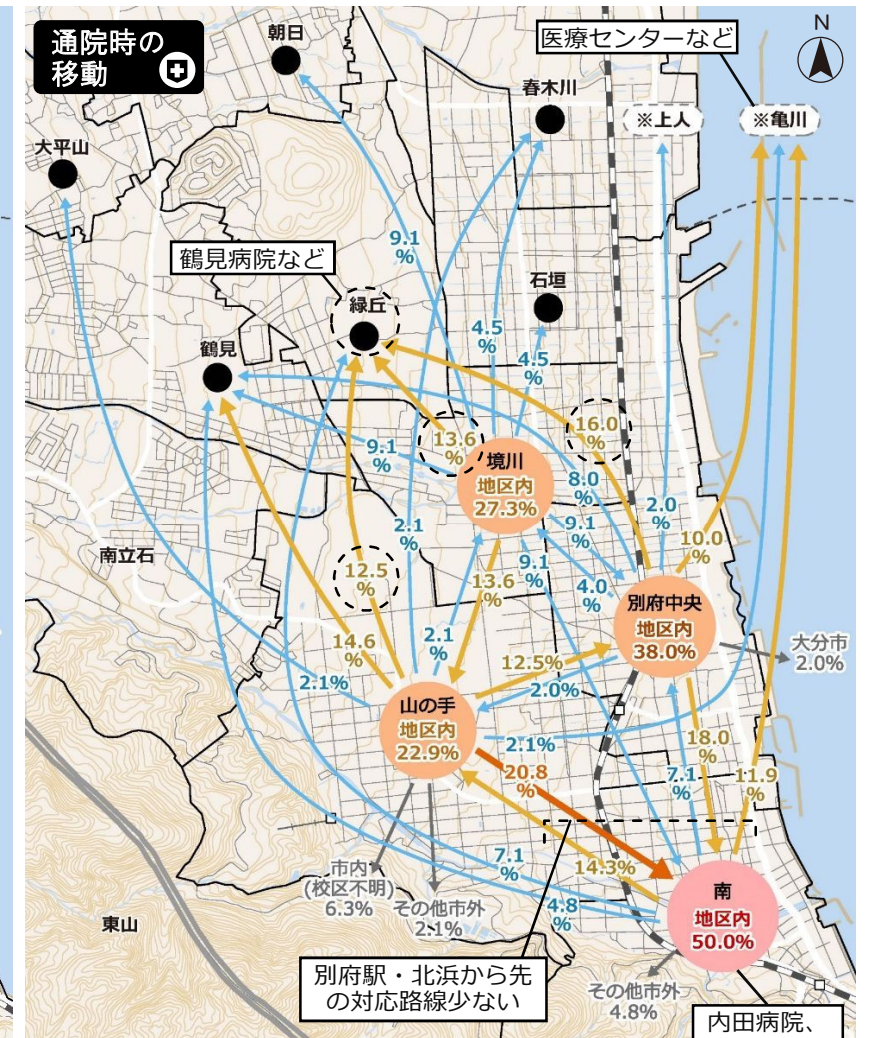 通院時の
移動
朝日
医療センターなど
N
春木川
※上人
※亀川
大平山
9.1
%
鶴見病院など
石垣
緑丘
4.5
%
4.5
%
鶴見
16.0
%
13.6
%
9.1
%
境川
地区内
27.3%
8.0
%
2.0
%
2.1
%
9.1
%
10.0
%
南立石
12.5
%
13.6
%
9.1
%
4.0
%
別府中央
地区内
38.0%
大分市
2.0%
14.6
%
2.1
%
12.5%
2.1%
2.0%
山の手
地区内
22.9%
2.1%
18.0
%
20.8
%
7.1
%
11.9
%
市内
(校区不明)
6.3%
その他市外
2.1%
7.1
%
14.3%
4.8
%
南
地区内
50.0%
東山
別府駅・北浜から先
の対応路線少ない
その他市外
4.8%
内田病院、